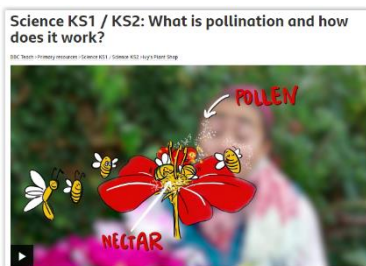 Science KS1 / KS2: What is pollination and how
does it work?
BBC Teach > Primary resources > Science KS1 / Science KS2 > Ivy's Plant Shop
POLLEN
NECTAR